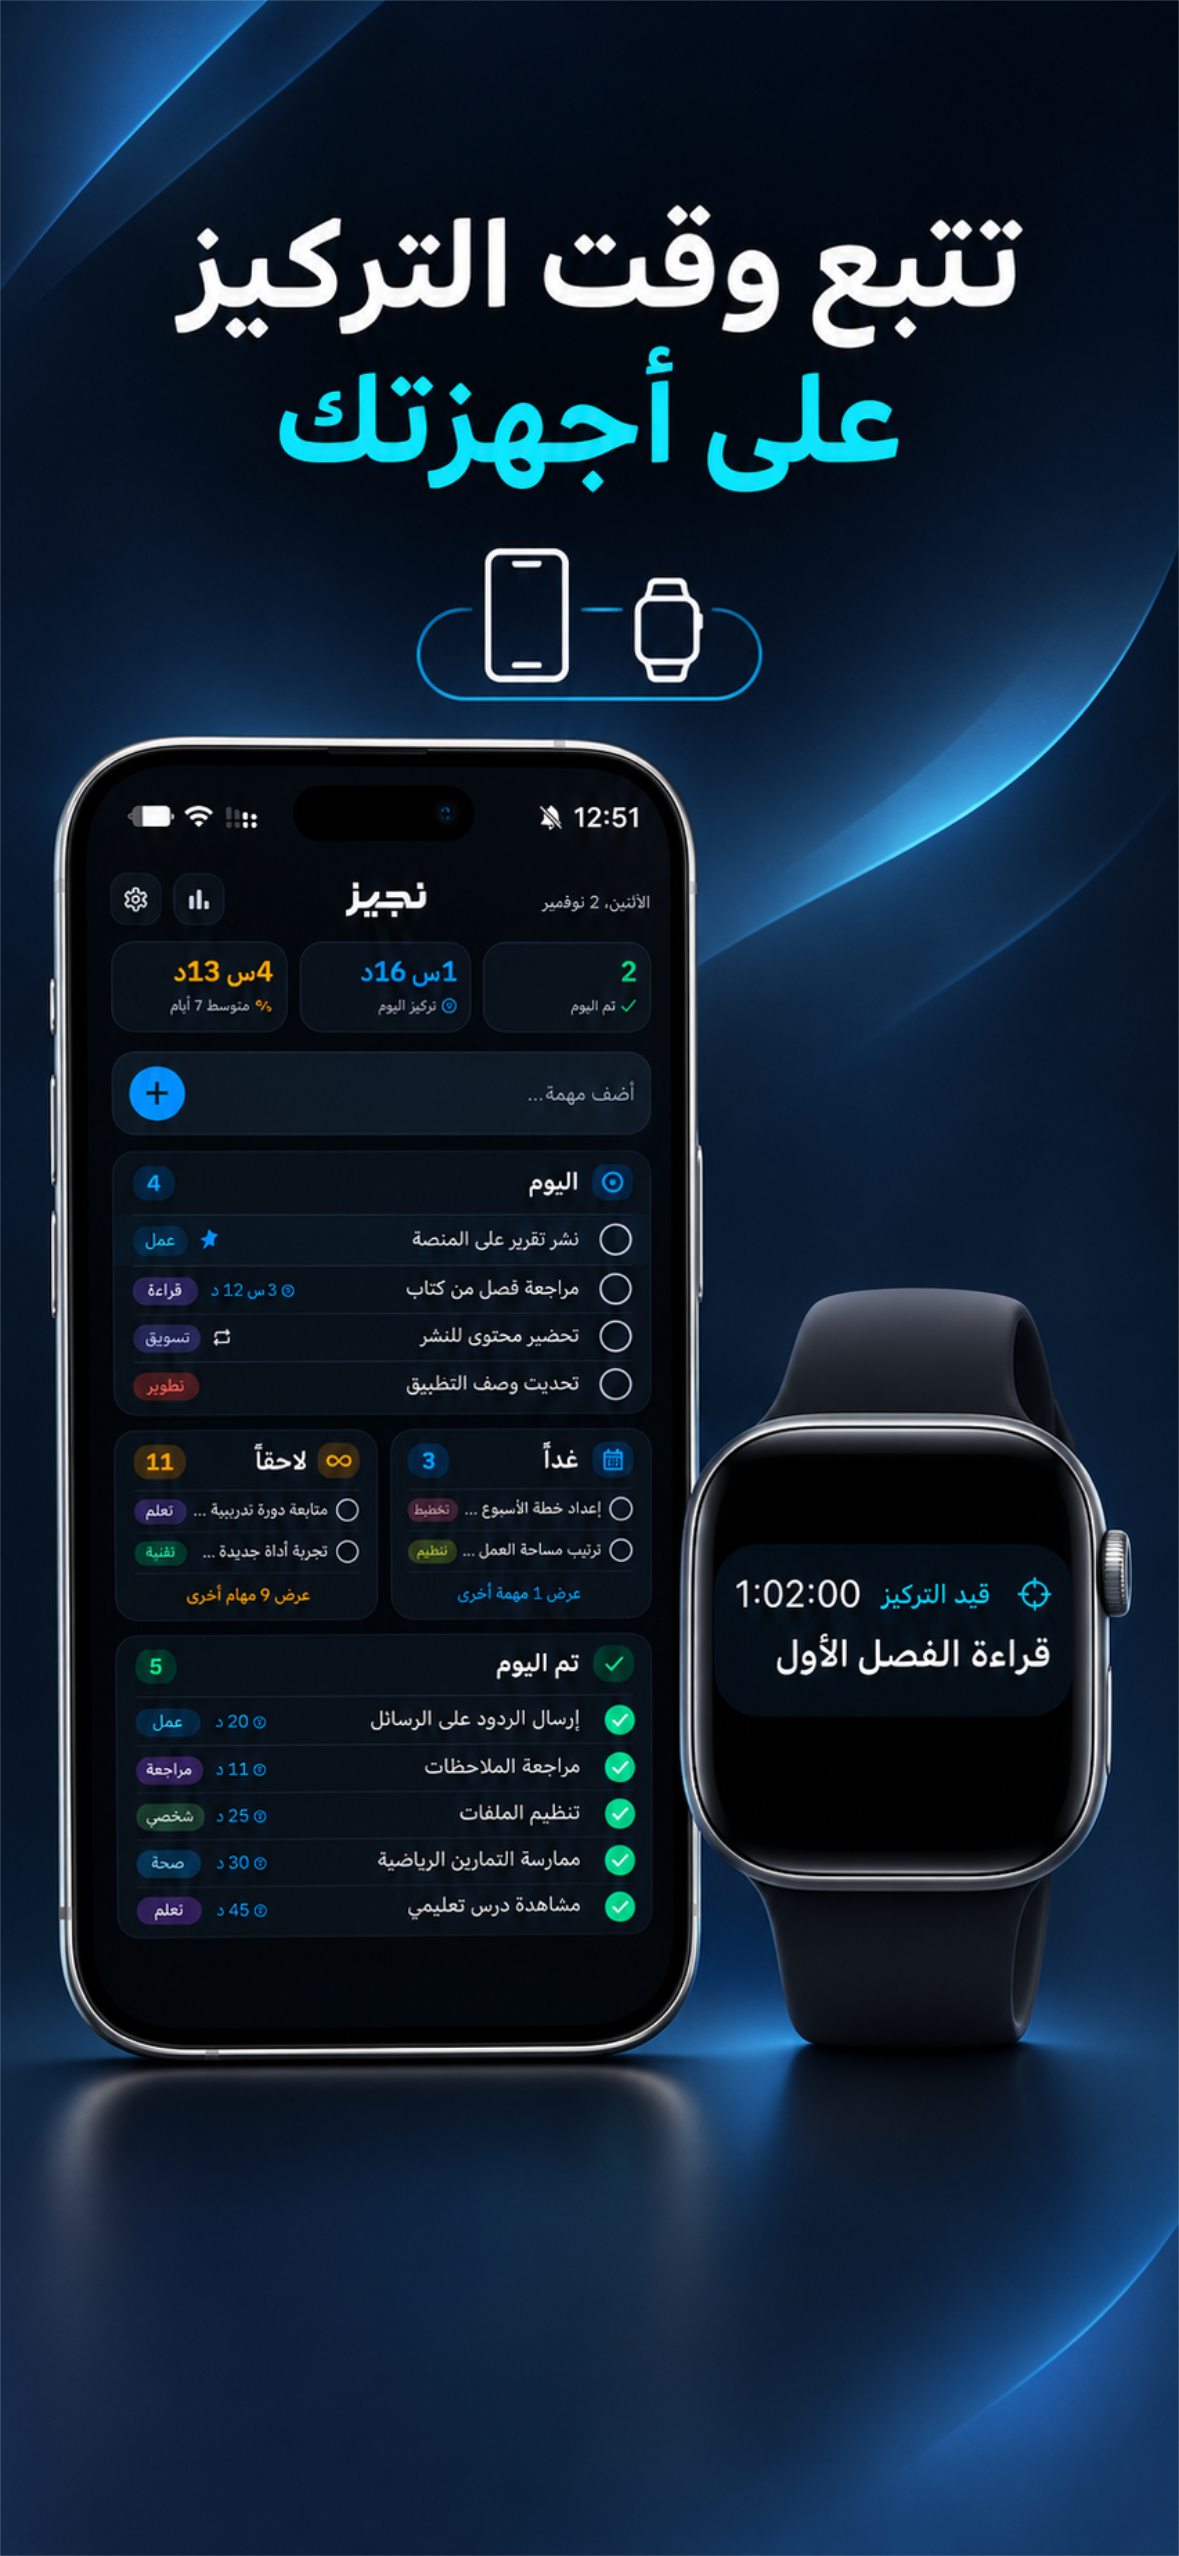 تتبع وقت التركيز
على أجهزتك
12:51
الأثنين، 2 نوفمبر
نجيز
2
تم اليوم
1س 16د
تركيز اليوم
4س 13د
متوسط 7 أيام
أضف مهمة...
اليوم 4
نشر تقرير على المنصة عمل
مراجعة فصل من كتاب 3 س 12 د قراءة
تحضير محتوى للنشر تسويق
تحديت وصف التظبيق تطوير
غداً 3
إعداد خطة الأسبوع ... تخطيط
ترتيب مساحة العمل ... تنظيم
عرض 1 مهمة أخرى
لاحقاً 11
متابعة دورة تدريبية ... تعلم
تجربة أداة جديدة ... تقنية
عرض 9 مهام أخرى
تم اليوم 5
إرسال الردود على الرسائل 20 د عمل
مراجعة الملاحظات 11 د مراجعة
تنظيم الملفات 25 د شخصي
ممارسة التمارين الرياضية 30 د صحة
مشاهدة درس تعليمي 45 د تعلم
قيد التركيز 1:02:00
قراءة الفصل الأول